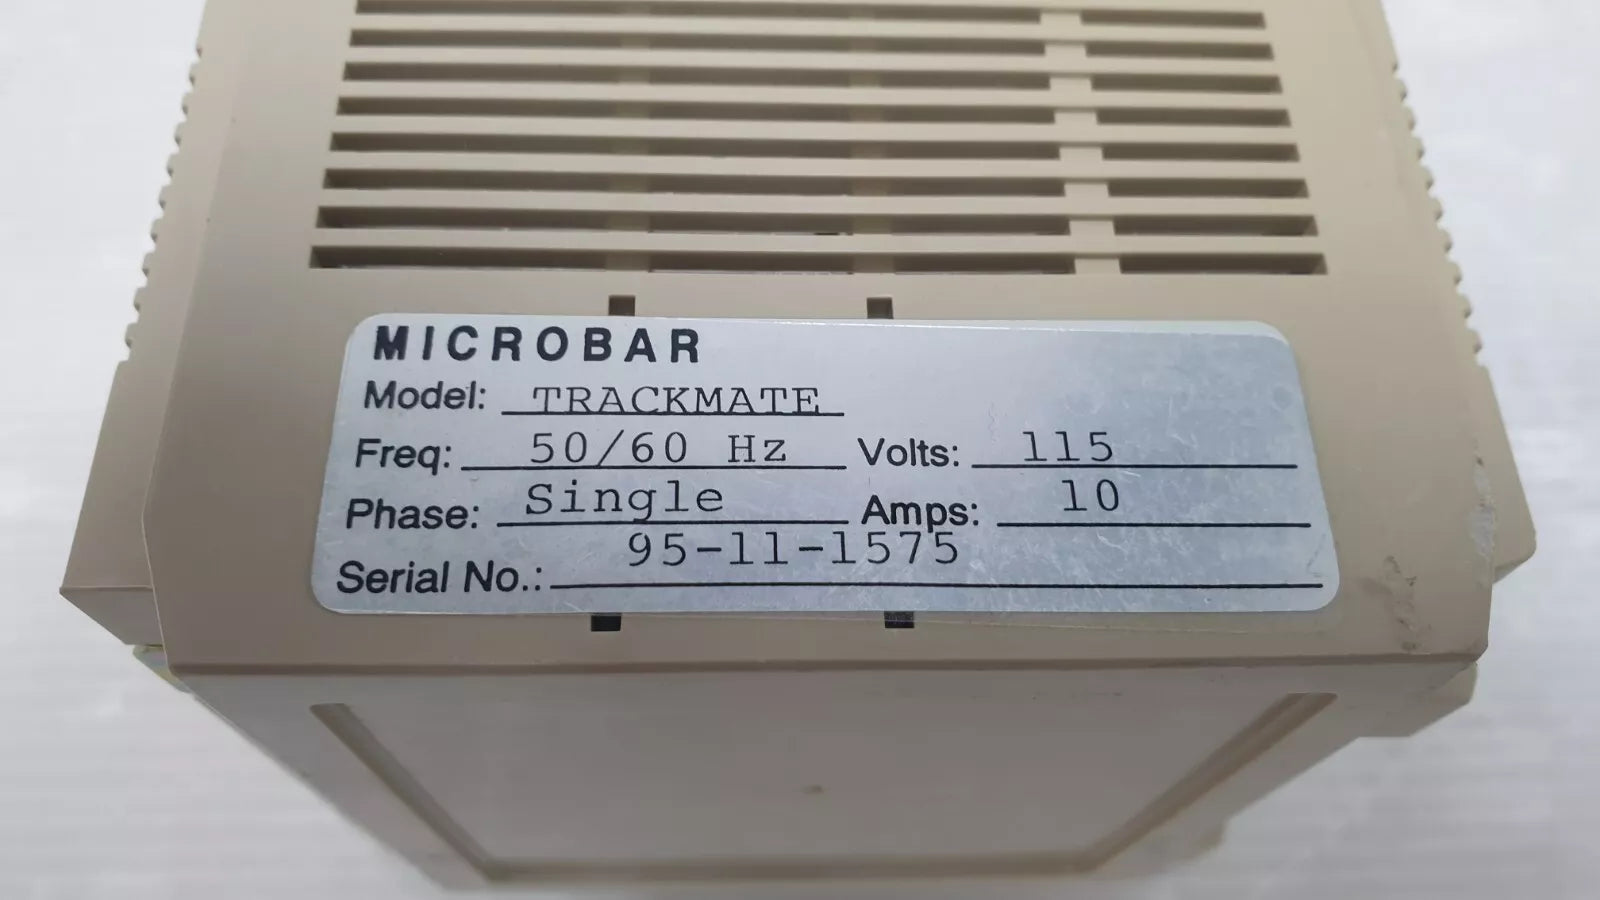 MICROBAR
Model: TRACKMATE
Freq: 50/60 Hz Volts: 115
Phase: Single Amps: 10
Serial No.: 95-11-1575